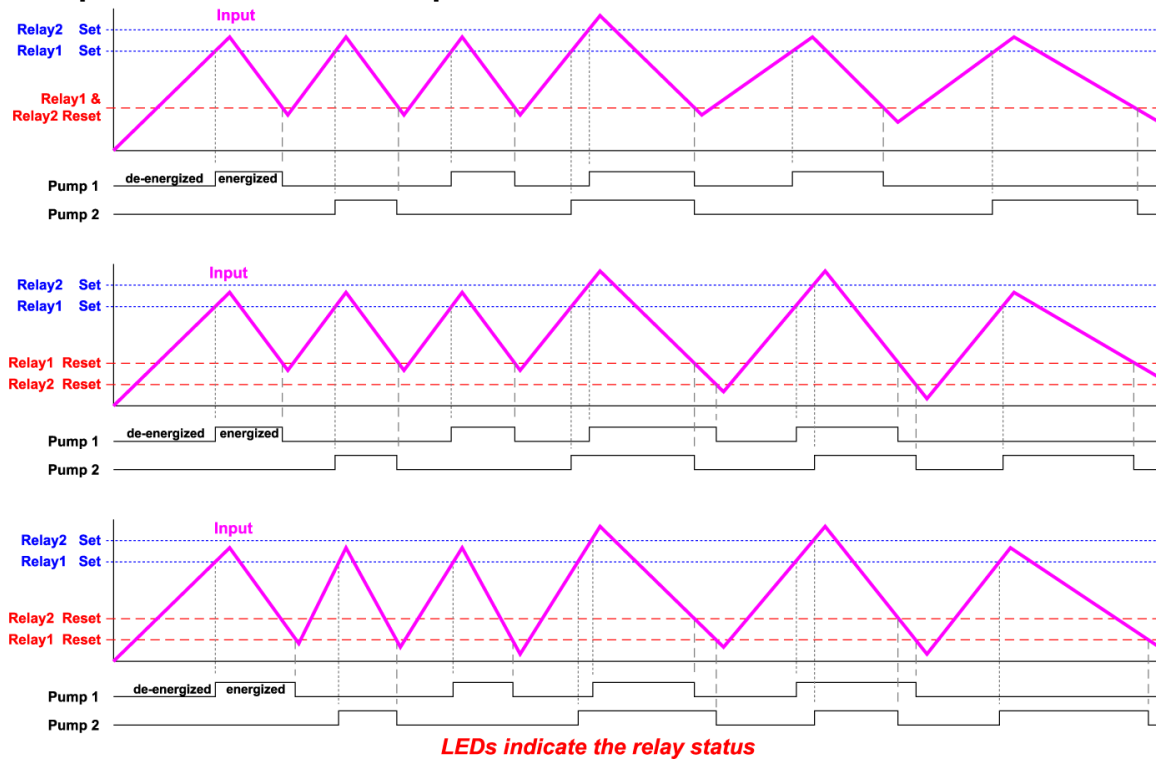 Input
Relay2 Set
Relay1 Set
Relay1 &
Relay2 Reset
de-energized energized
Pump 1
Pump 2
Input
Relay2 Set
Relay1 Set
Relay1 Reset
Relay2 Reset
de-energized energized
Pump 1
Pump 2
Input
Relay2 Set
Relay1 Set
Relay2 Reset
Relay1 Reset
de-energized energized
Pump 1
Pump 2
LEDs indicate the relay status